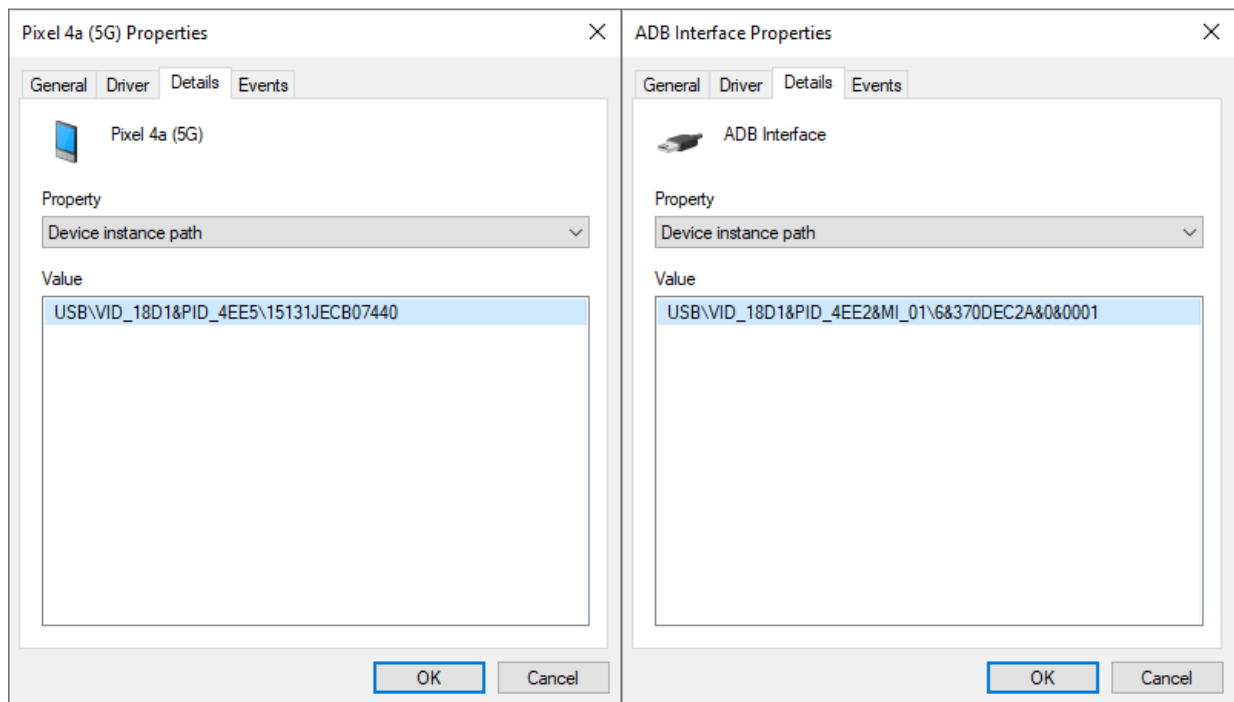 Pixel 4a (5G) Properties
General Driver Details Events
Pixel 4a (5G)
Property
Device instance path
Value
USB\VID_18D1&PID_4EE5\15131JECB07440
OK Cancel
ADB Interface Properties
General Driver Details Events
ADB Interface
Property
Device instance path
Value
USB\VID_18D1&PID_4EE2&MI_01\6&370DEC2A&0&0001
OK Cancel